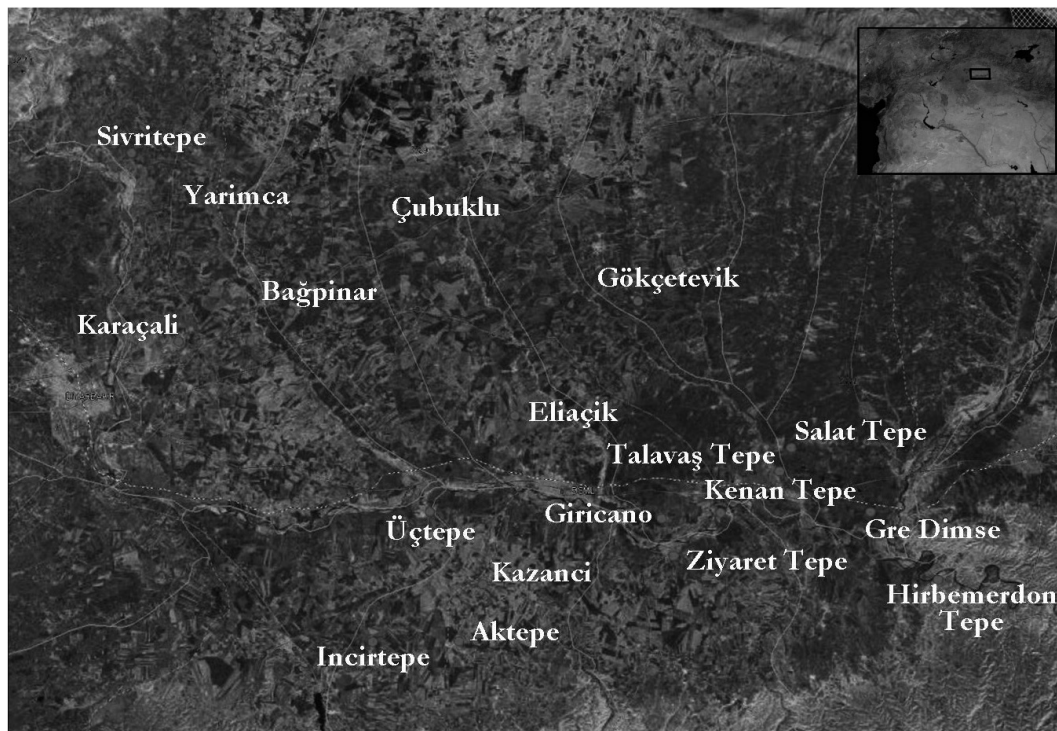 Sivritepe
Yarimca
Çubuklu
Gökçetevik
Bağpinar
Karaçali
Eliaçik
Salat Tepe
Talavaş Tepe
Kenan Tepe
Giricano
Üçtepe
Gre Dimse
Ziyaret Tepe
Kazanci
Hirbemerdon
Tepe
Aktepe
Incirtepe